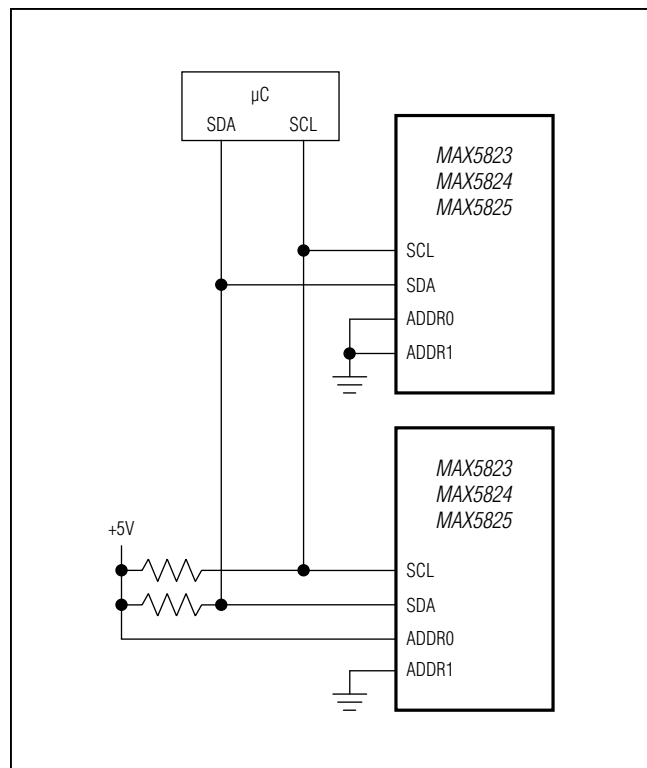 µC
SDA SCL
MAX5823
MAX5824
MAX5825
SCL
SDA
ADDR0
ADDR1
MAX5823
MAX5824
MAX5825
+5V
SCL
SDA
ADDR0
ADDR1